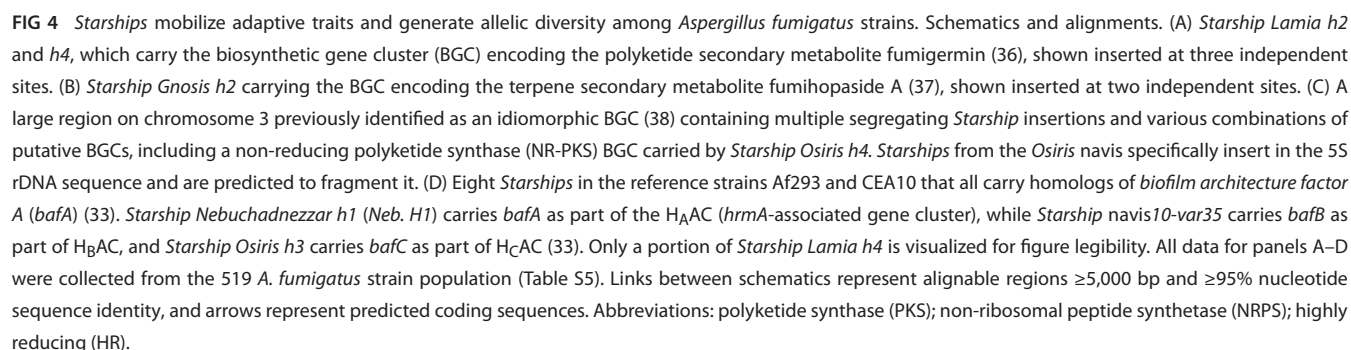 FIG 4 Starships mobilize adaptive traits and generate allelic diversity among Aspergillus fumigatus strains. Schematics and alignments. (A) Starship Lamia h2
and h4, which carry the biosynthetic gene cluster (BGC) encoding the polyketide secondary metabolite fumigermin (36), shown inserted at three independent
sites. (B) Starship Gnosis h2 carrying the BGC encoding the terpene secondary metabolite fumihopaside A (37), shown inserted at two independent sites. (C) A
large region on chromosome 3 previously identified as an idiomorphic BGC (38) containing multiple segregating Starship insertions and various combinations of
putative BGCs, including a non-reducing polyketide synthase (NR-PKS) BGC carried by Starship Osiris h4. Starships from the Osiris navis specifically insert in the 5S
rDNA sequence and are predicted to fragment it. (D) Eight Starships in the reference strains Af293 and CEA10 that all carry homologs of biofilm architecture factor
A (bafA) (33). Starship Nebuchadnezzar h1 (Neb. H1) carries bafA as part of the HAAC (hrmA-associated gene cluster), while Starship navis10-var35 carries bafB as
part of HBAC, and Starship Osiris h3 carries bafC as part of HCAC (33). Only a portion of Starship Lamia h4 is visualized for figure legibility. All data for panels A–D
were collected from the 519 A. fumigatus strain population (Table S5). Links between schematics represent alignable regions ≥5,000 bp and ≥95% nucleotide
sequence identity, and arrows represent predicted coding sequences. Abbreviations: polyketide synthase (PKS); non-ribosomal peptide synthetase (NRPS); highly
reducing (HR).